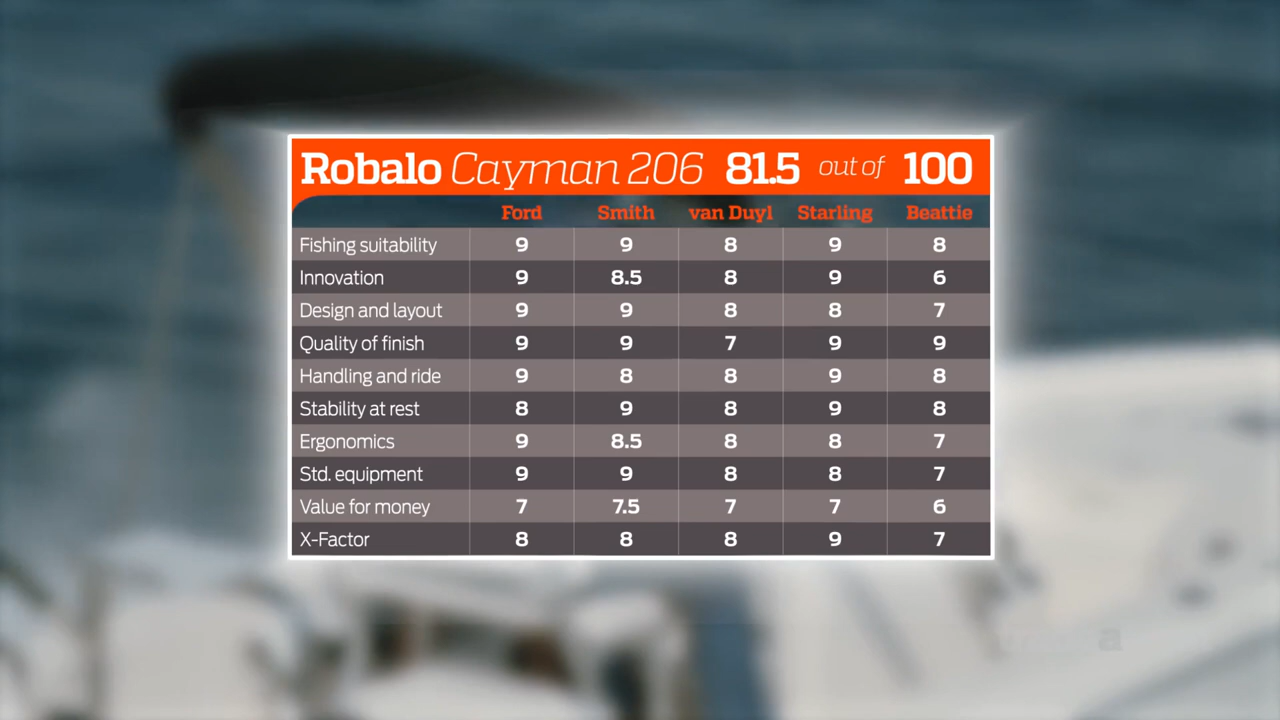 Robalo Cayman 206 81.5 out of 100
Ford Smith van Duyl Starling Beattie
Fishing suitability 9 9 8 9 8
Innovation 9 8.5 8 9 6
Design and layout 9 9 8 8 7
Quality of finish 9 9 7 9 9
Handling and ride 9 8 8 9 8
Stability at rest 8 9 8 9 8
Ergonomics 9 8.5 8 8 7
Std. equipment 9 9 8 8 7
Value for money 7 7.5 7 7 6
X-Factor 8 8 8 9 7